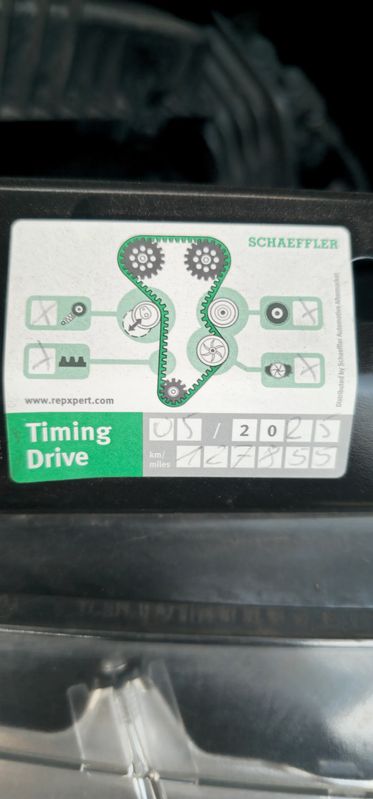 SCHAEFFLER
Distributed by Schaeffler Automotive Aftermarket
www.repxpert.com
Timing
Drive
05 / 2025
km/
miles
127855